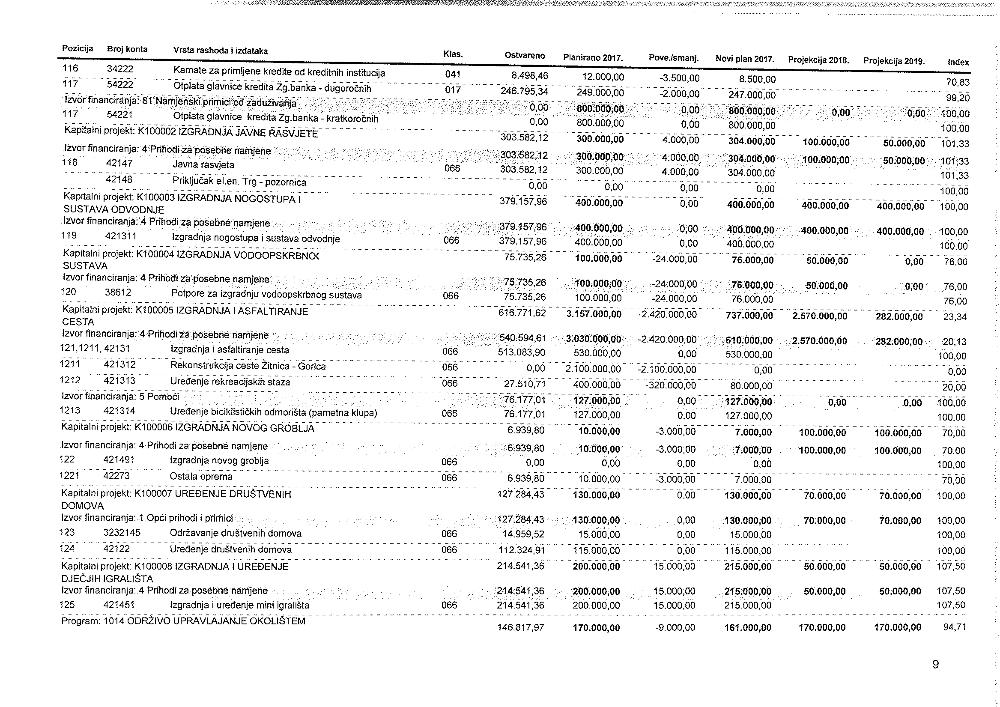 Pozicija Broj konta Vrsta rashoda i izdataka Klas. Ostvareno Planirano 2017. Pove./smanj. Novi plan 2017. Projekcija 2018. Projekcija 2019. Index
116 34222 Kamate za primljene kredite od kreditnih institucija 041 8.498,46 12.000,00 -3.500,00 8.500,00 70,83
117 54222 Otplata glavnice kredita Zg.banka - dugoročnih 017 246.795,34 249.000,00 -2.000,00 247.000,00 99,20
Izvor financiranja: 81 Namjenski primici od zaduživanja 0,00 800.000,00 0,00 800.000,00 0,00 0,00 100,00
117 54221 Otplata glavnice kredita Zg.banka - kratkoročnih 0,00 800.000,00 0,00 800.000,00 100,00
Kapitalni projekt: K100002 IZGRADNJA JAVNE RASVJETE 303.582,12 300.000,00 4.000,00 304.000,00 100.000,00 50.000,00 101,33
Izvor financiranja: 4 Prihodi za posebne namjene 303.582,12 300.000,00 4.000,00 304.000,00 100.000,00 50.000,00 101,33
118 42147 Javna rasvjeta 066 303.582,12 300.000,00 4.000,00 304.000,00 101,33
42148 Priključak el.en. Trg - pozornica 0,00 0,00 0,00 0,00 100,00
Kapitalni projekt: K100003 IZGRADNJA NOGOSTUPA I 379.157,96 400.000,00 0,00 400.000,00 400.000,00 400.000,00 100,00
SUSTAVA ODVODNJE
Izvor financiranja: 4 Prihodi za posebne namjene 379.157,96 400.000,00 0,00 400.000,00 400.000,00 400.000,00 100,00
119 421311 Izgradnja nogostupa i sustava odvodnje 066 379.157,96 400.000,00 0,00 400.000,00 100,00
Kapitalni projekt: K100004 IZGRADNJA VODOOPSKRBNO( 75.735,26 100.000,00 -24.000,00 76.000,00 50.000,00 0,00 76,00
SUSTAVA
Izvor financiranja: 4 Prihodi za posebne namjene 75.735,26 100.000,00 -24.000,00 76.000,00 50.000,00 0,00 76,00
120 38612 Potpore za izgradnju vodoopskrbnog sustava 066 75.735,26 100.000,00 -24.000,00 76.000,00 76,00
Kapitalni projekt: K100005 IZGRADNJA I ASFALTIRANJE 616.771,62 3.157.000,00 -2.420.000,00 737.000,00 2.570.000,00 282.000,00 23,34
CESTA
Izvor financiranja: 4 Prihodi za posebne namjene 540.594,61 3.030.000,00 -2.420.000,00 610.000,00 2.570.000,00 282.000,00 20,13
121,1211, 42131 Izgradnja i asfaltiranje cesta 066 513.083,90 530.000,00 0,00 530.000,00 100,00
1211 421312 Rekonstrukcija ceste Žitnica - Gorica 066 0,00 2.100.000,00 -2.100.000,00 0,00 0,00
1212 421313 Uređenje rekreacijskih staza 066 27.510,71 400.000,00 -320.000,00 80.000,00 20,00
Izvor financiranja: 5 Pomoći 76.177,01 127.000,00 0,00 127.000,00 0,00 0,00 100,00
1213 421314 Uređenje biciklističkih odmorišta (pametna klupa) 066 76.177,01 127.000,00 0,00 127.000,00 100,00
Kapitalni projekt: K100006 IZGRADNJA NOVOG GROBLJA 6.939,80 10.000,00 -3.000,00 7.000,00 100.000,00 100.000,00 70,00
Izvor financiranja: 4 Prihodi za posebne namjene 6.939,80 10.000,00 -3.000,00 7.000,00 100.000,00 100.000,00 70,00
122 421491 Izgradnja novog groblja 066 0,00 0,00 0,00 0,00 100,00
1221 42273 Ostala oprema 066 6.939,80 10.000,00 -3.000,00 7.000,00 70,00
Kapitalni projekt: K100007 UREĐENJE DRUŠTVENIH 127.284,43 130.000,00 0,00 130.000,00 70.000,00 70.000,00 100,00
DOMOVA
Izvor financiranja: 1 Opći prihodi i primici 127.284,43 130.000,00 0,00 130.000,00 70.000,00 70.000,00 100,00
123 3232145 Održavanje društvenih domova 066 14.959,52 15.000,00 0,00 15.000,00 100,00
124 42122 Uređenje društvenih domova 066 112.324,91 115.000,00 0,00 115.000,00 100,00
Kapitalni projekt: K100008 IZGRADNJA I UREĐENJE 214.541,36 200.000,00 15.000,00 215.000,00 50.000,00 50.000,00 107,50
DJEČJIH IGRALIŠTA
Izvor financiranja: 4 Prihodi za posebne namjene 214.541,36 200.000,00 15.000,00 215.000,00 50.000,00 50.000,00 107,50
125 421451 Izgradnja i uređenje mini igrališta 066 214.541,36 200.000,00 15.000,00 215.000,00 107,50
Program: 1014 ODRŽIVO UPRAVLAJANJE OKOLIŠTEM 146.817,97 170.000,00 -9.000,00 161.000,00 170.000,00 170.000,00 94,71
9